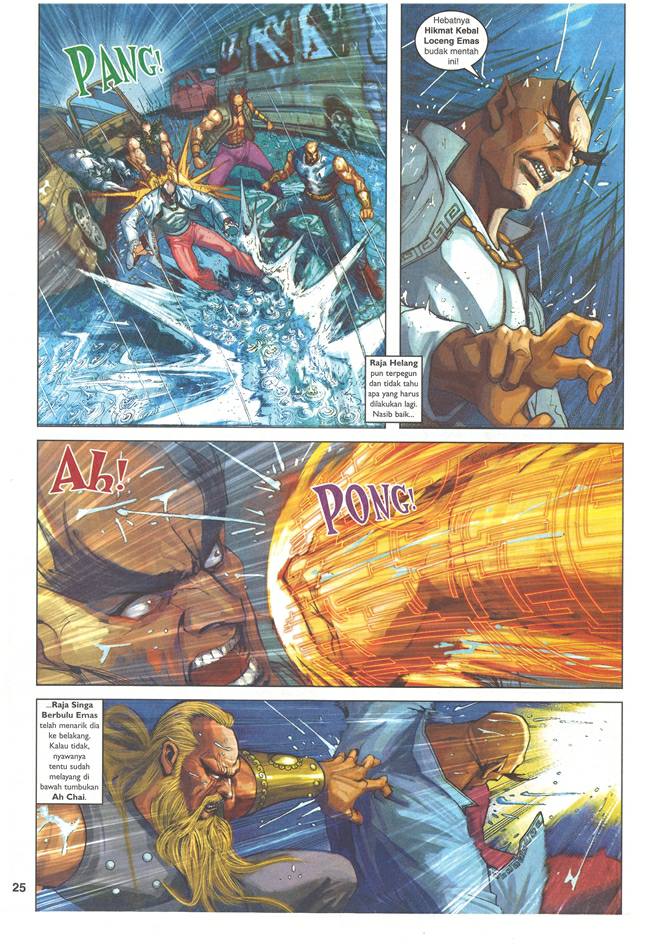 PANG!
Hebatnya
Hikmat Kebal
Loceng Emas
budak mentah
ini!
Raja Helang
pun terpegun
dan tidak tahu
apa yang harus
dilakukan lagi.
Nasib baik...
Ah!
PONG!
...Raja Singa
Berbulu Emas
telah menarik dia
ke belakang.
Kalau tidak,
nyawanya
tentu sudah
melayang di
bawah tumbukan
Ah Chai.
25